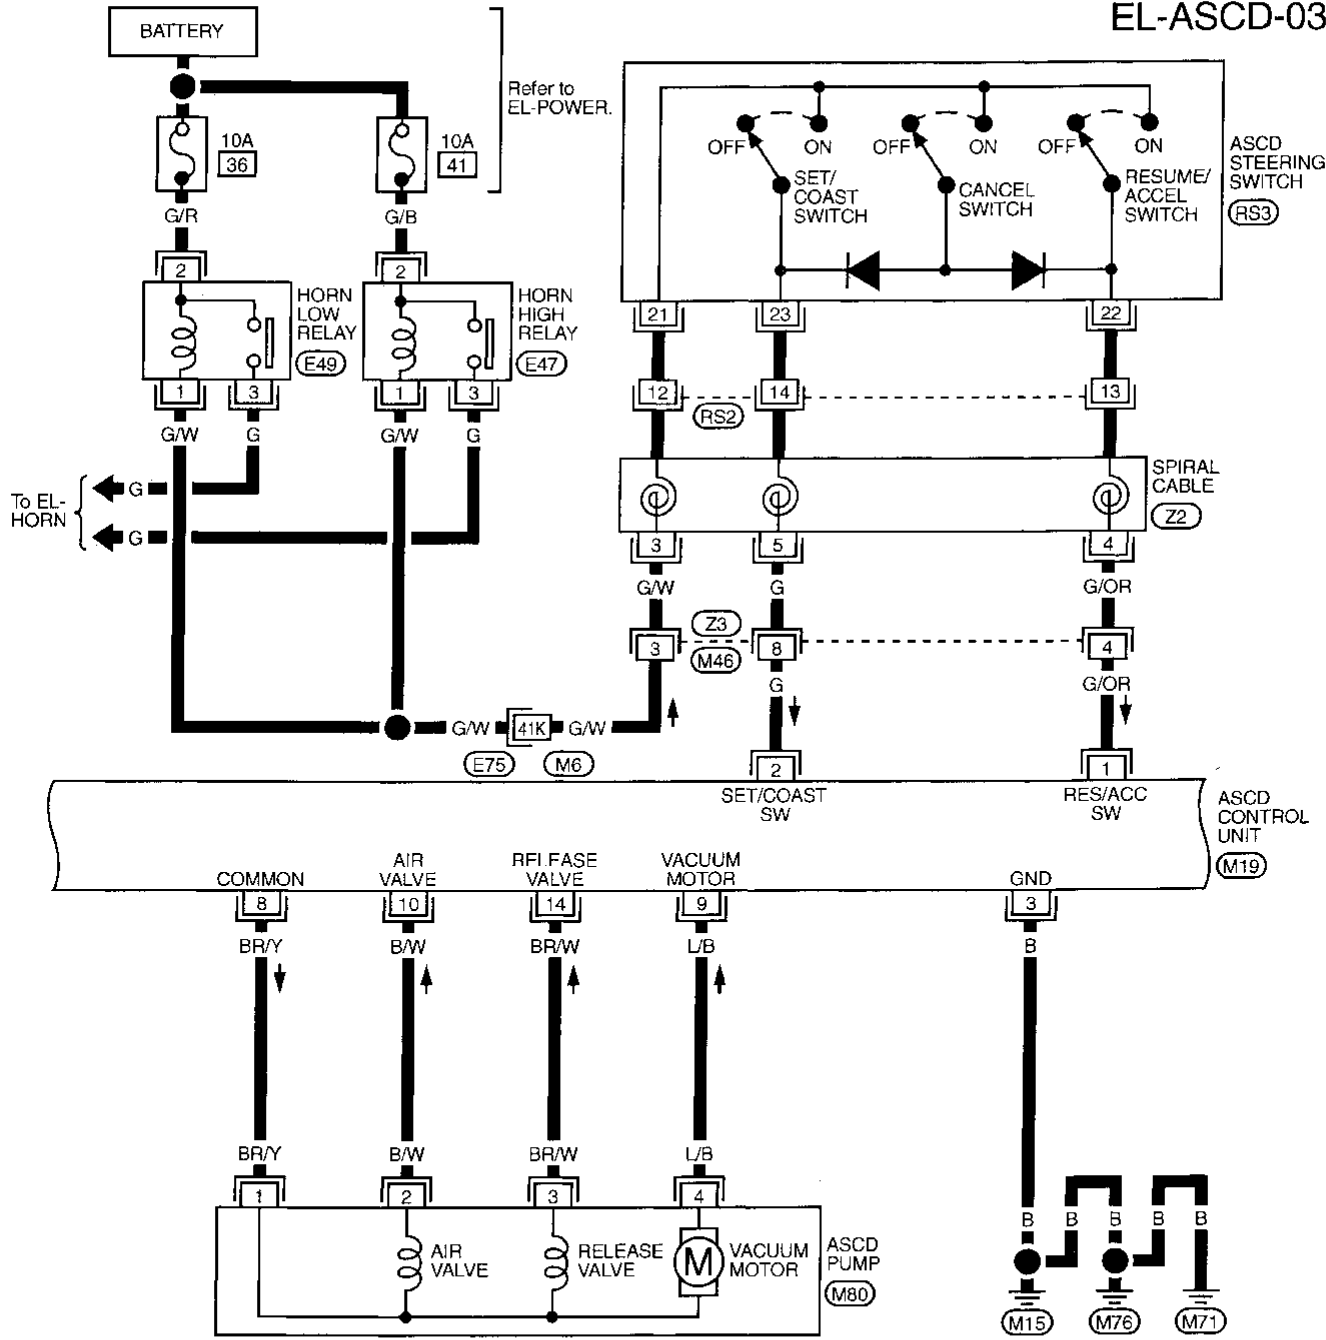 EL-ASCD-03
BATTERY
Refer to
EL-POWER.
10A
36
10A
41
G/R
G/B
2
2
HORN
LOW
RELAY
E49
HORN
HIGH
RELAY
E47
1
3
1
3
G/W
G
G/W
G
To EL-
HORN
G
G
OFF
ON
OFF
ON
OFF
ON
SET/
COAST
SWITCH
CANCEL
SWITCH
RESUME/
ACCEL
SWITCH
ASCD
STEERING
SWITCH
RS3
21
23
22
12
14
13
RS2
SPIRAL
CABLE
Z2
3
5
4
G/W
G
G/OR
Z3
M46
3
8
4
G
G/OR
G/W
41K
G/W
E75
M6
2
1
SET/COAST
SW
RES/ACC
SW
ASCD
CONTROL
UNIT
M19
COMMON
AIR
VALVE
RELEASE
VALVE
VACUUM
MOTOR
GND
8
10
14
9
3
BR/Y
B/W
BR/W
L/B
B
BR/Y
B/W
BR/W
L/B
1
2
3
4
AIR
VALVE
RELEASE
VALVE
M
VACUUM
MOTOR
ASCD
PUMP
M80
B
B
B
B
B
M15
M76
M71